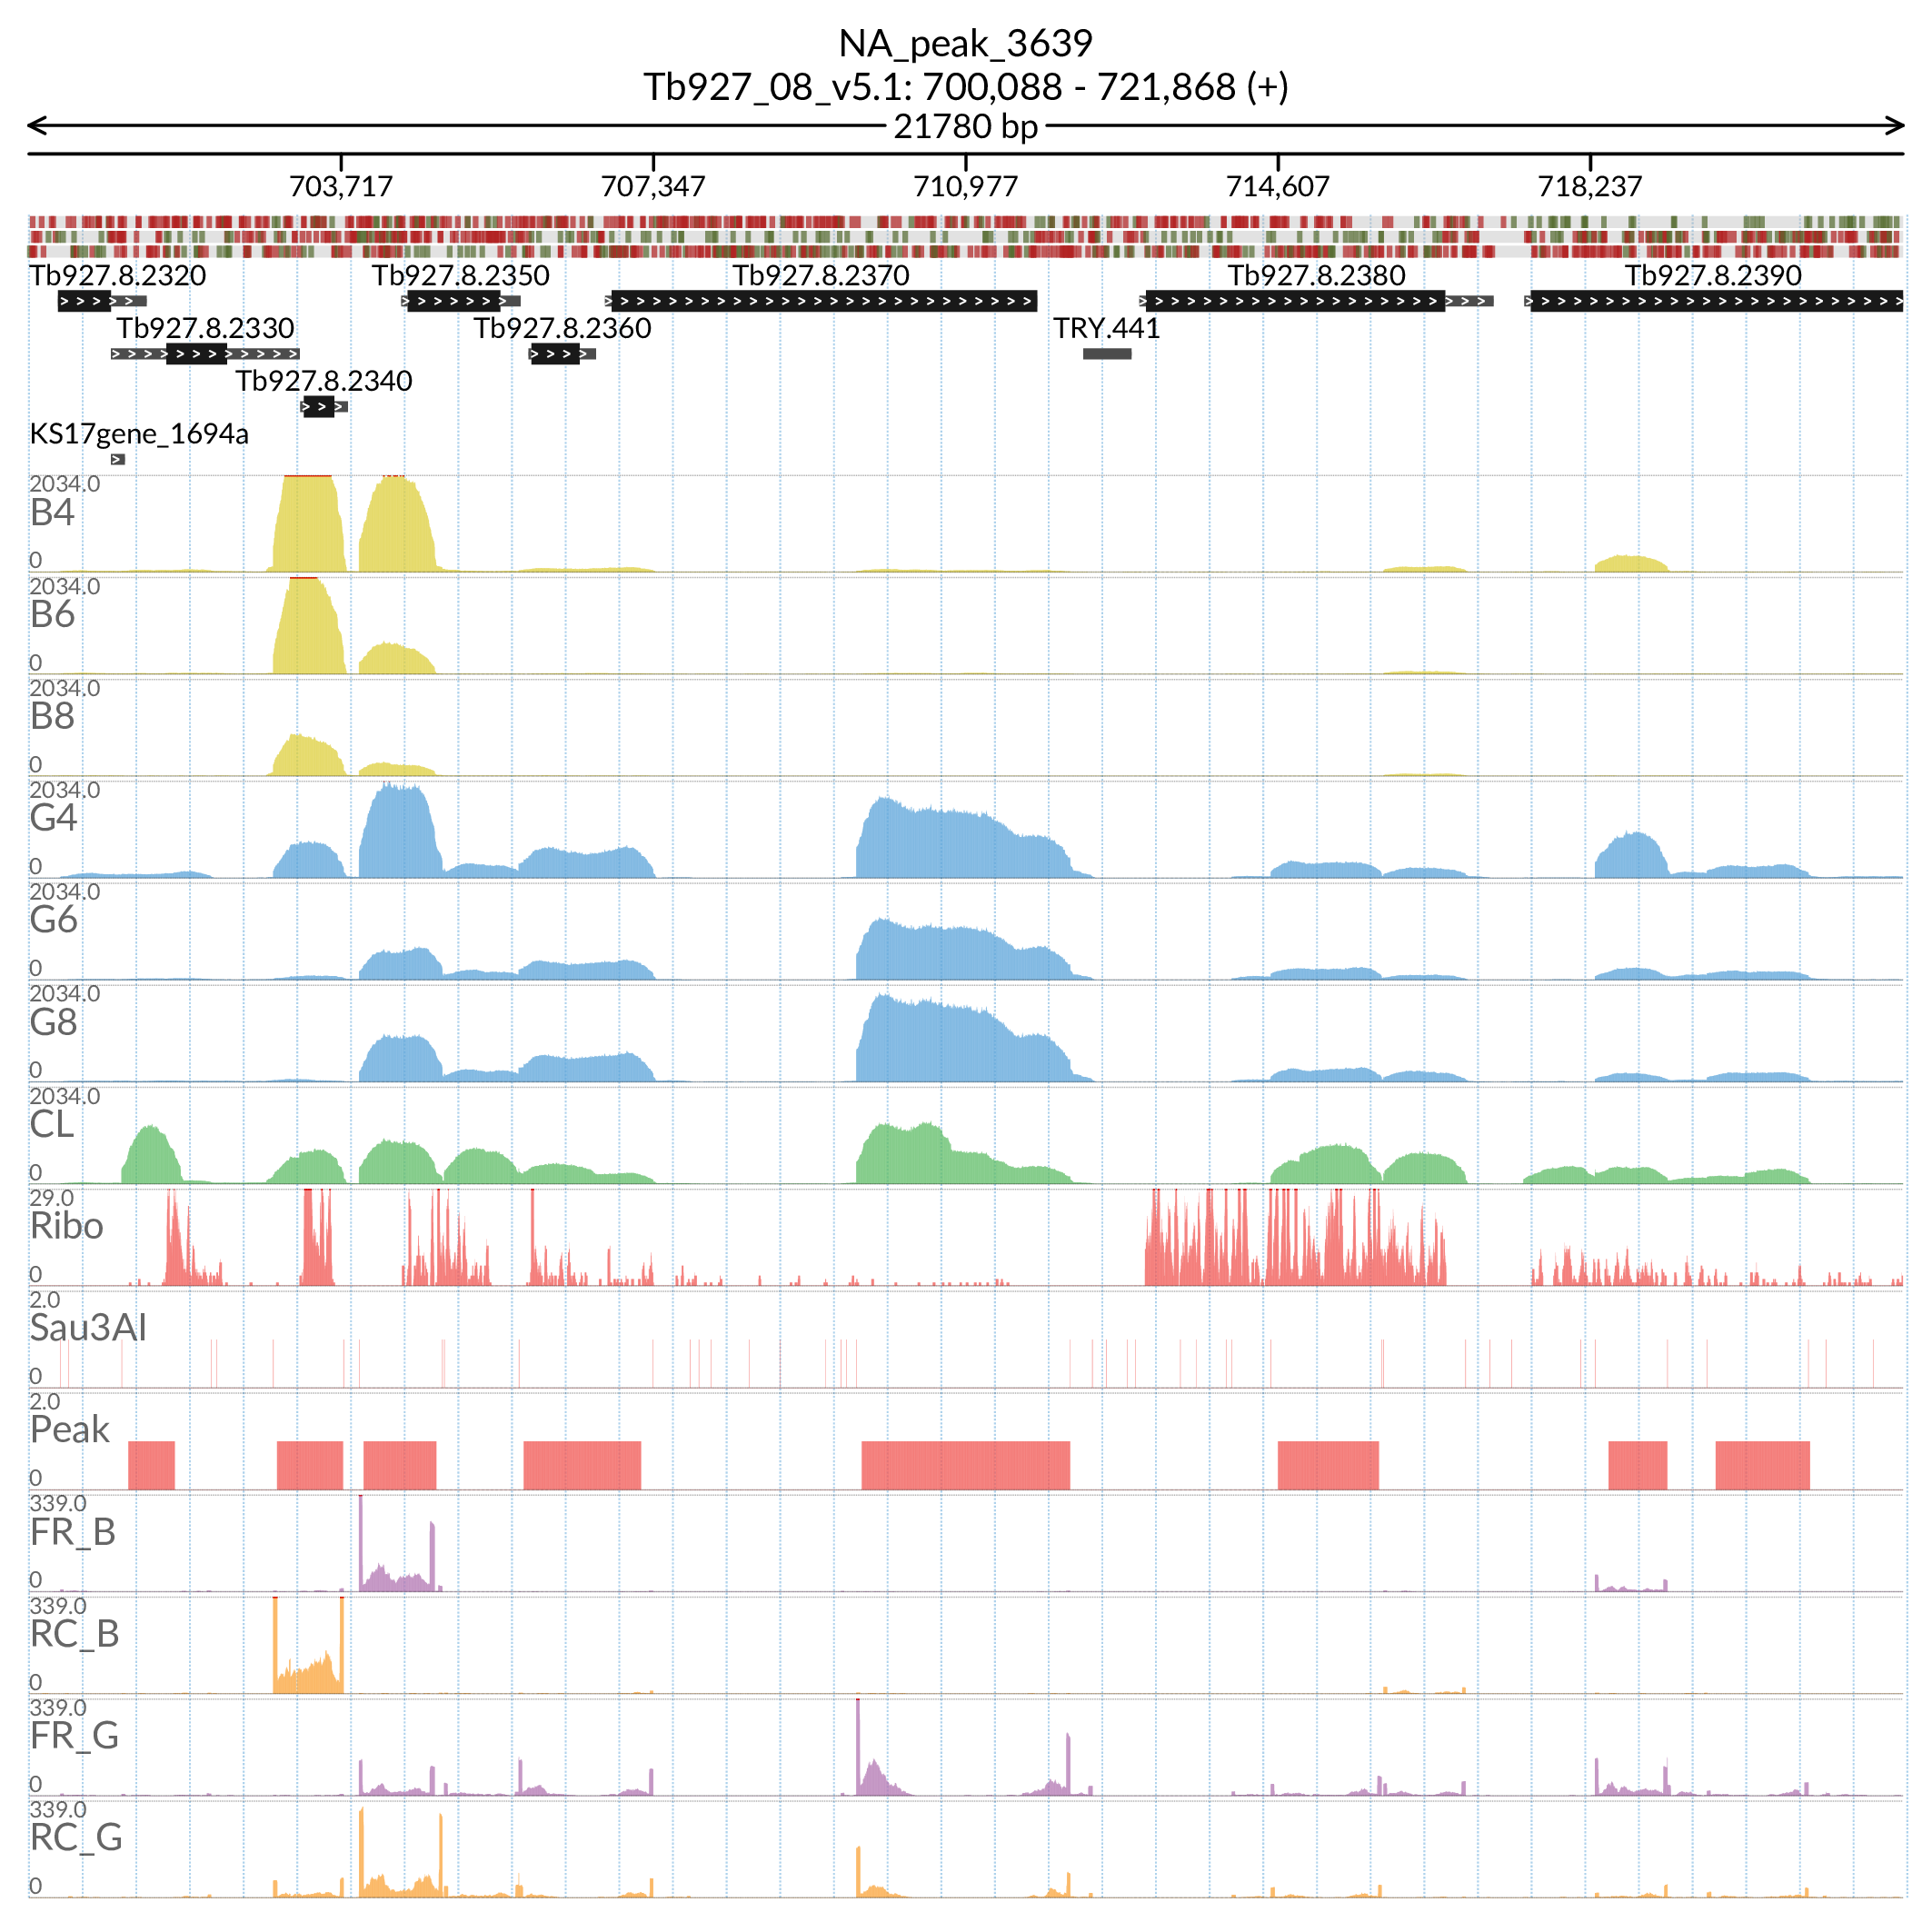 NA_peak_3639
Tb927_08_v5.1: 700,088 - 721,868 (+)
21780 bp
703,717 707,347 710,977 714,607 718,237
Tb927.8.2320 Tb927.8.2350 Tb927.8.2370 Tb927.8.2380 Tb927.8.2390
Tb927.8.2330 Tb927.8.2360 TRY.441
Tb927.8.2340
KS17gene_1694a
2034.0
B4
0
2034.0
B6
0
2034.0
B8
0
2034.0
G4
0
2034.0
G6
0
2034.0
G8
0
2034.0
CL
0
29.0
Ribo
0
2.0
Sau3AI
0
2.0
Peak
0
339.0
FR_B
0
339.0
RC_B
0
339.0
FR_G
0
339.0
RC_G
0